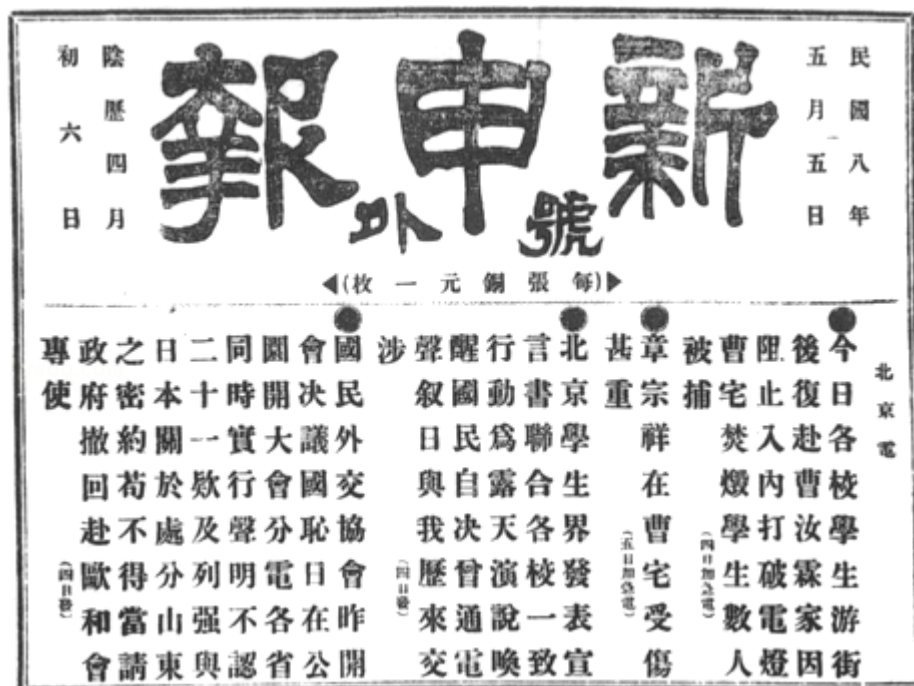 民國八年
五月五日
新申報
號外
陰歷四月
初六日
(每張銅元一枚)
北京電
●今日各校學生游街
後復赴曹汝霖家因
阻止入內打破電燈
曹宅焚燬學生數人
被捕(四日加急電)
●章宗祥在曹宅受傷
甚重(五日加急電)
●北京學生界發表宣
言書聯合各校一致
行動爲露天演說喚
醒國民自决曾通電
聲叙日與我歷來交
涉(四日發)
●國民外交協會昨開
會决議國恥日在公
園開大會分電各省
同時實行聲明不認
二十一欵及列强與
日本關於處分山東
之密約苟不得當請
政府撤回赴歐和會
專使(四日發)